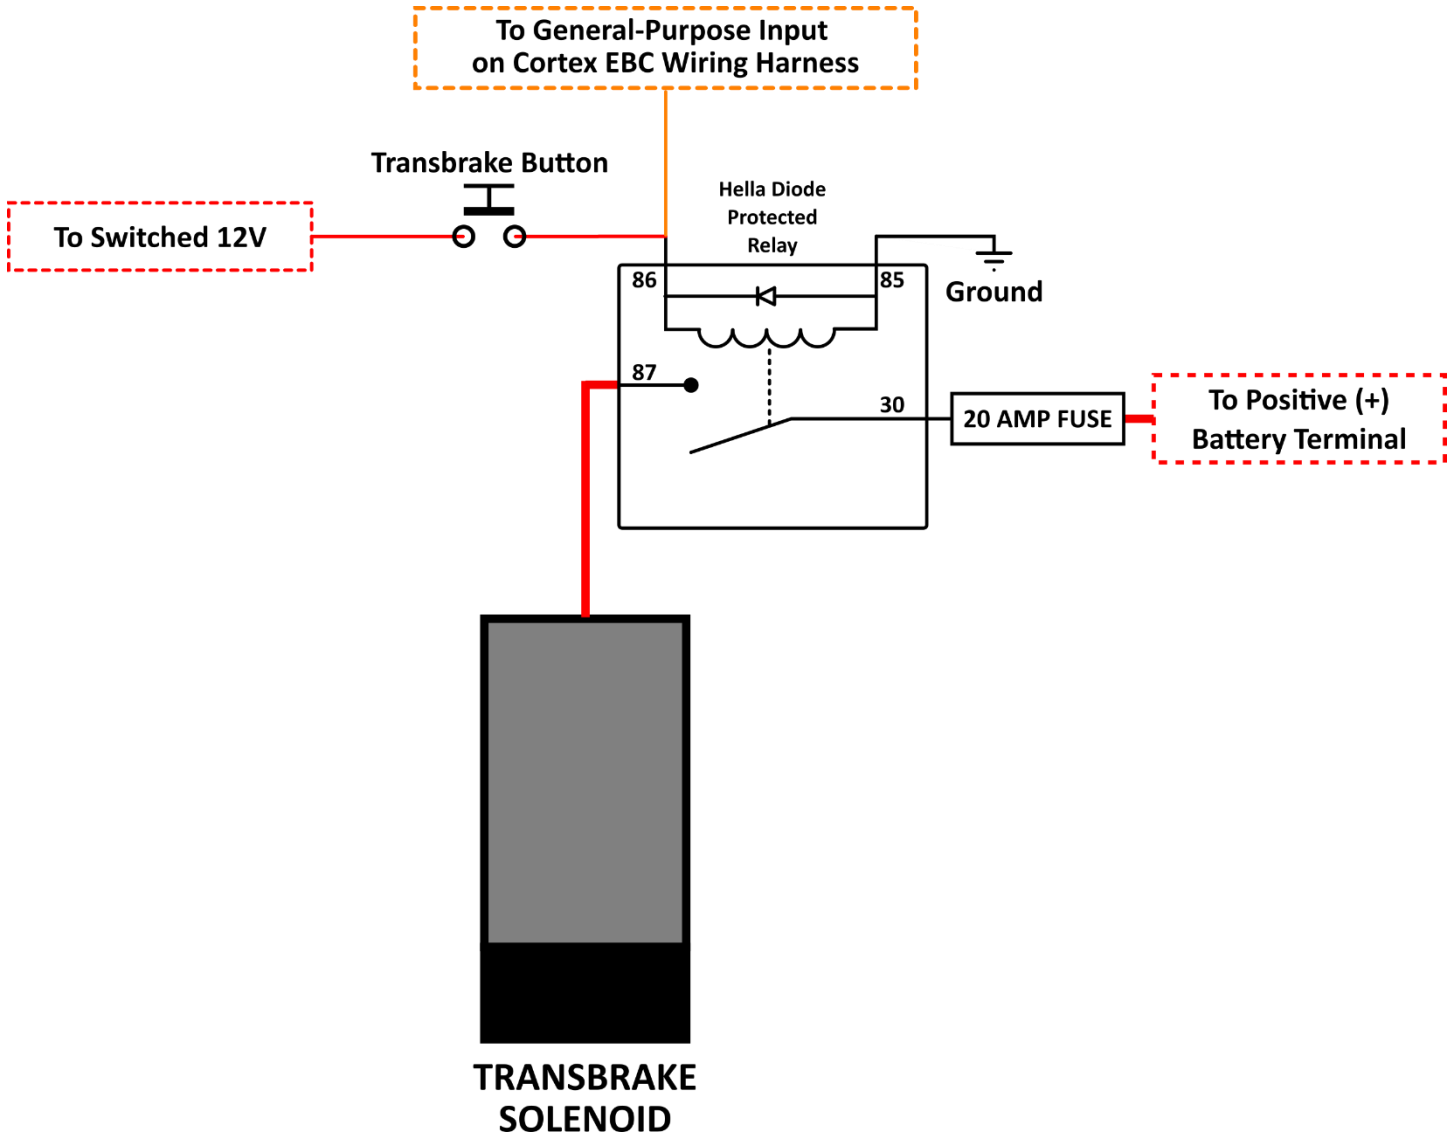 To General-Purpose Input
on Cortex EBC Wiring Harness
Transbrake Button
Hella Diode
Protected
Relay
To Switched 12V
86
85
Ground
87
30
20 AMP FUSE
To Positive (+)
Battery Terminal
TRANSBRAKE
SOLENOID